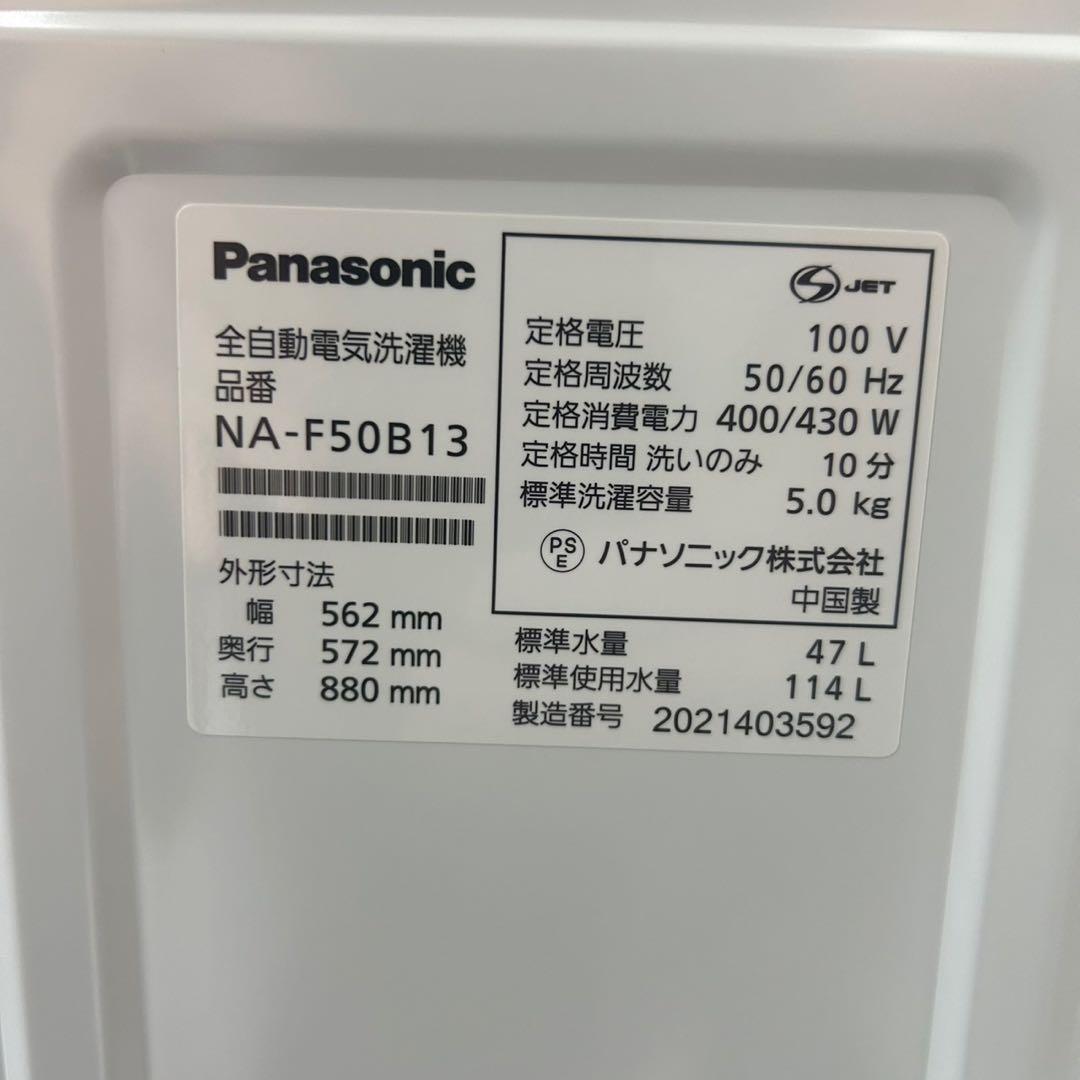 Panasonic
全自動電気洗濯機
品番
NA-F50B13
外形寸法
幅 562 mm
奥行 572 mm
高さ 880 mm
S JET
定格電圧 100 V
定格周波数 50/60 Hz
定格消費電力 400/430 W
定格時間 洗いのみ 10 分
標準洗濯容量 5.0 kg
PS
E パナソニック株式会社
中国製
標準水量 47 L
標準使用水量 114 L
製造番号 2021403592